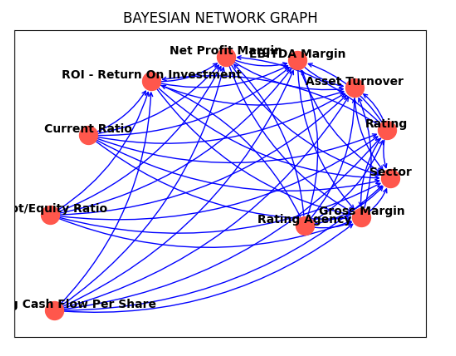 BAYESIAN NETWORK GRAPH
Net Profit Margin
EBITDA Margin
ROI - Return On Investment
Asset Turnover
Current Ratio
Rating
Sector
ot/Equity Ratio
Gross Margin
Rating Agency
g Cash Flow Per Share